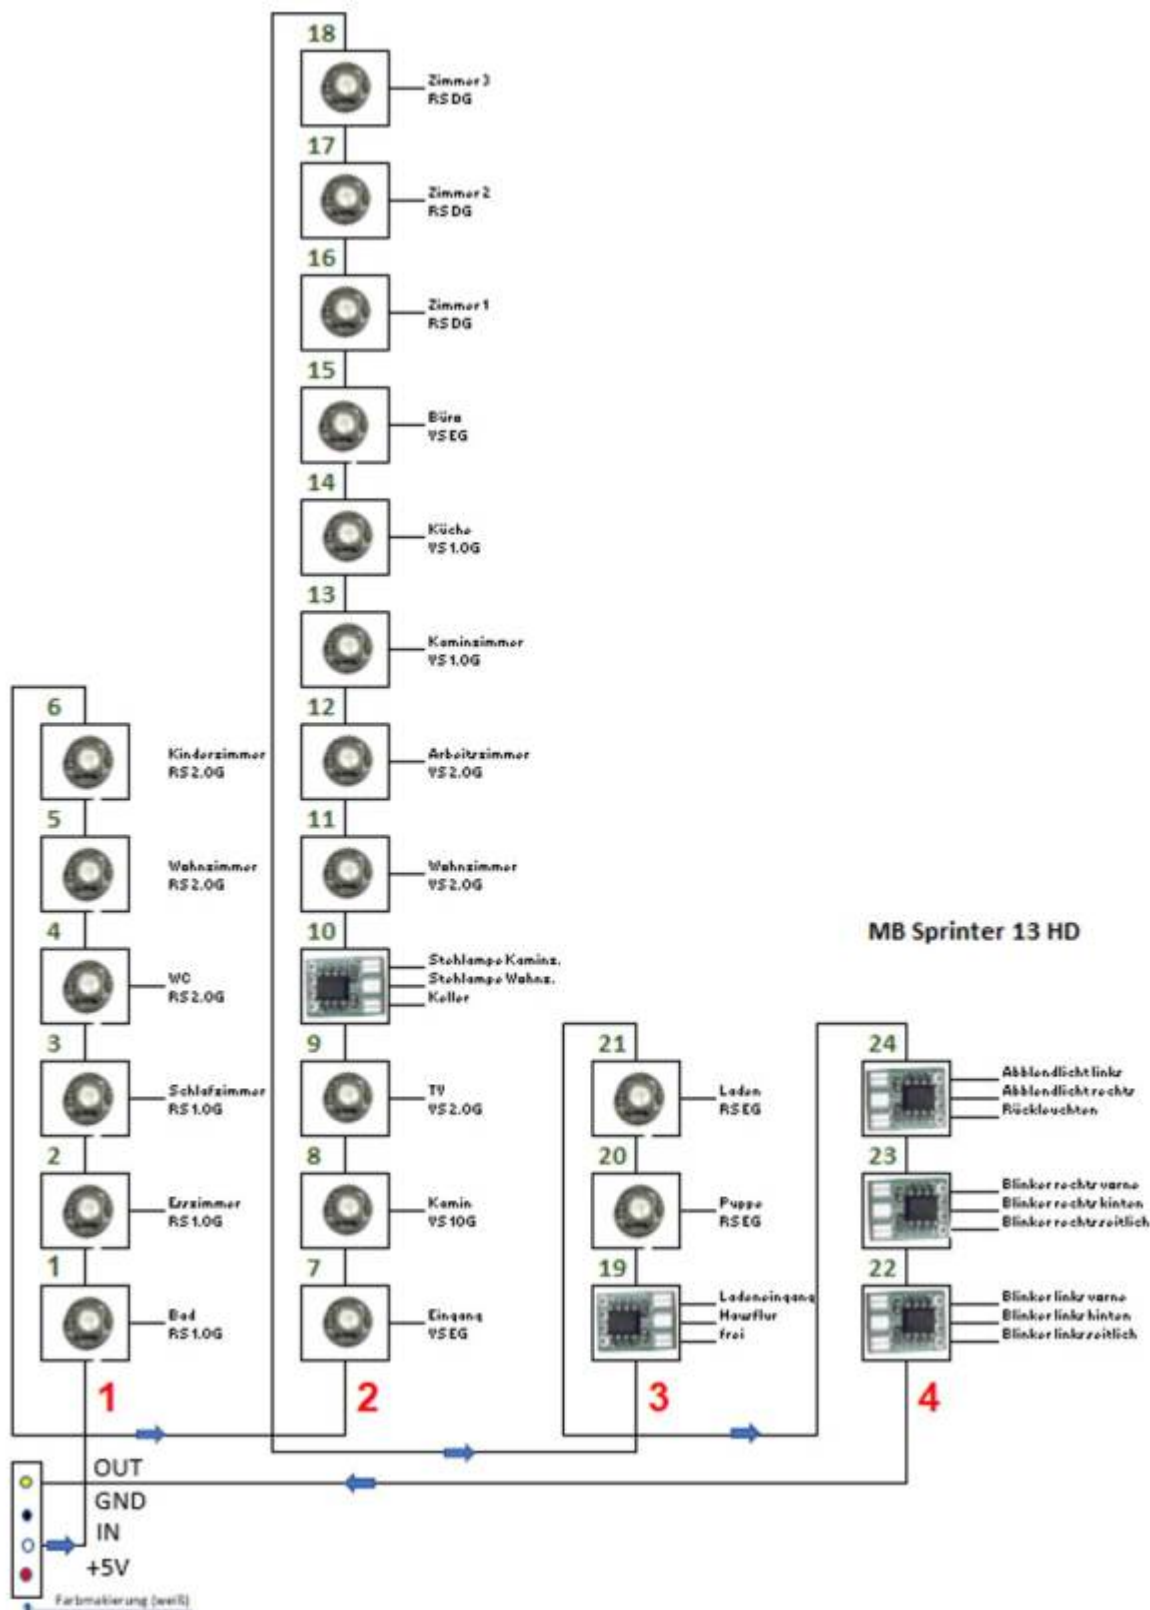 18
Zimmer 3
RS DG
17
Zimmer 2
RS DG
16
Zimmer 1
RS DG
15
Büro
VS EG
14
Küche
VS 1.OG
13
Kaminzimmer
VS 1.OG
12
Arbeitszimmer
VS 2.OG
11
Wohnzimmer
VS 2.OG
10
Stehlampe Kaminz.
Stehlampe Wohnz.
Keller
9
TV
VS 2.OG
8
Kamin
VS 1OG
7
Eingang
VS EG
2
6
Kinderzimmer
RS 2.OG
5
Wohnzimmer
RS 2.OG
4
WC
RS 2.OG
3
Schlafzimmer
RS 1.OG
2
Esszimmer
RS 1.OG
1
Bad
RS 1.OG
1
21
Laden
RS EG
20
Puppe
RS EG
19
Ladeneingang
Hausflur
frei
3
MB Sprinter 13 HD
24
Abblendlicht links
Abblendlicht rechts
Rückleuchten
23
Blinker rechts vorne
Blinker rechts hinten
Blinker rechts seitlich
22
Blinker links vorne
Blinker links hinten
Blinker links seitlich
4
OUT
GND
IN
+5V
Farbmakierung (weiß)